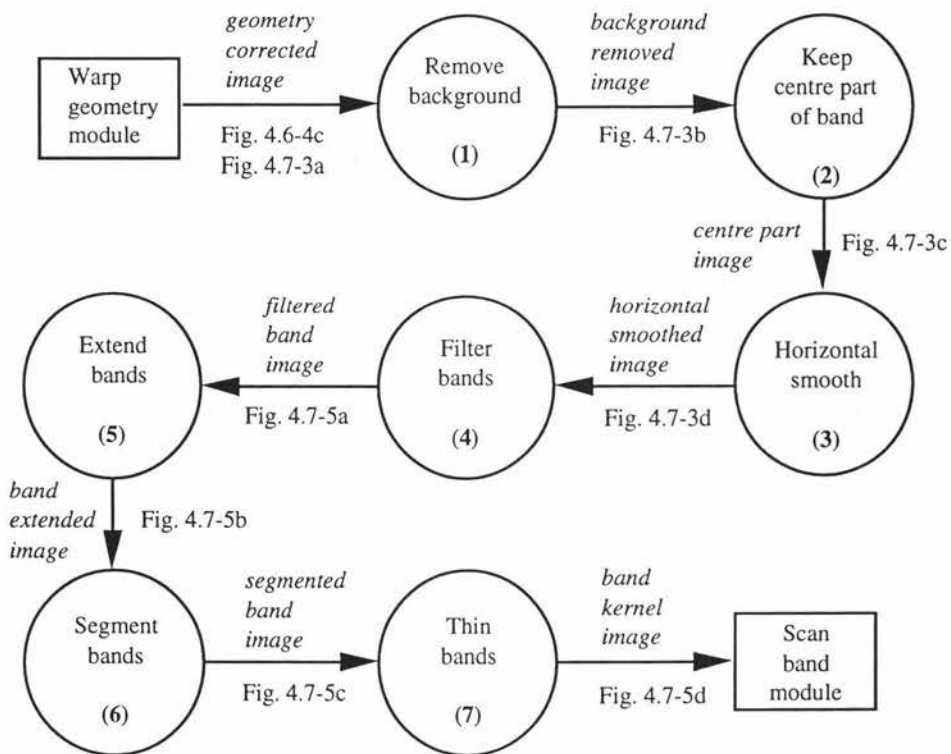 Warp
geometry
module
geometry
corrected
image
Fig. 4.6-4c
Fig. 4.7-3a
Remove
background
(1)
background
removed
image
Fig. 4.7-3b
Keep
centre part
of band
(2)
centre part
image
Fig. 4.7-3c
Horizontal
smooth
(3)
horizontal
smoothed
image
Fig. 4.7-3d
Filter
bands
(4)
filtered
band
image
Fig. 4.7-5a
Extend
bands
(5)
band
extended
image
Fig. 4.7-5b
Segment
bands
(6)
segmented
band
image
Fig. 4.7-5c
Thin
bands
(7)
band
kernel
image
Fig. 4.7-5d
Scan
band
module